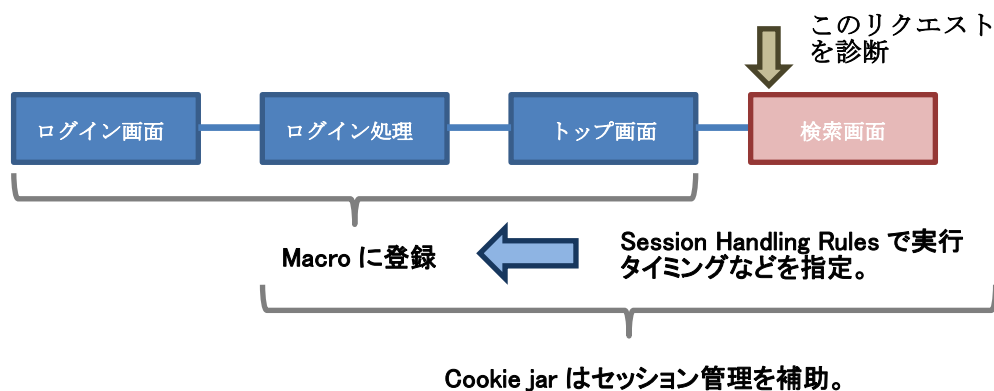 このリクエスト
を診断
ログイン画面
ログイン処理
トップ画面
検索画面
Macro に登録
Session Handling Rules で実行
タイミングなどを指定。
Cookie jar はセッション管理を補助。